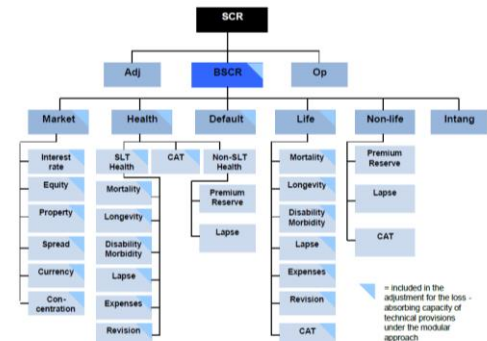 SCR
Adj
BSCR
Op
Market
Health
Default
Life
Non-life
Intang
Interest
rate
Equity
Property
Spread
Currency
Con-
centration
SLT
Health
CAT
Non-SLT
Health
Mortality
Longevity
Disability
Morbidity
Lapse
Expenses
Revision
Premium
Reserve
Lapse
Mortality
Longevity
Disability
Morbidity
Lapse
Expenses
Revision
CAT
Premium
Reserve
Lapse
CAT
= included in the
adjustment for the loss -
absorbing capacity of
technical provisions
under the modular
approach